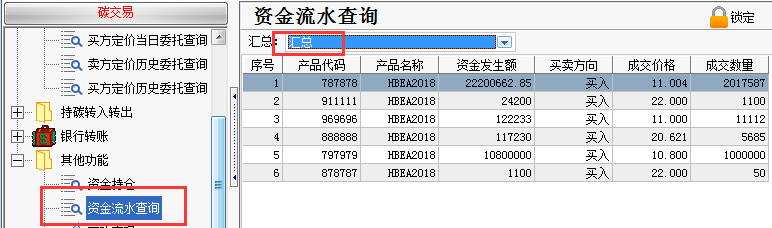 碳交易
买方定价当日委托查询
卖方定价历史委托查询
买方定价历史委托查询
持碳转入转出
银行转账
其他功能
资金持仓
资金流水查询
资金流水查询
锁定
汇总: 汇总
序号 产品代码 产品名称 资金发生额 买卖方向 成交价格 成交数量
1 787878 HBEA2018 22200662.85 买入 11.004 2017587
2 911111 HBEA2018 24200 买入 22.000 1100
3 969696 HBEA2018 122233 买入 11.000 11112
4 888888 HBEA2018 117230 买入 20.621 5685
5 797979 HBEA2018 10800000 买入 10.800 1000000
6 878787 HBEA2018 1100 买入 22.000 50